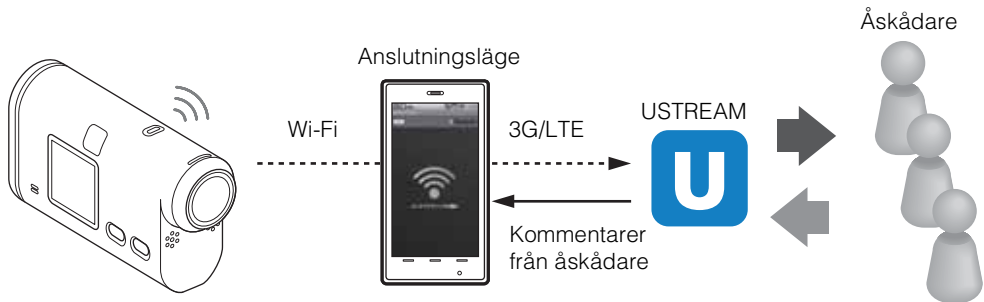 Åskådare
Anslutningsläge
Wi-Fi
3G/LTE
USTREAM
U
Kommentarer
från åskådare